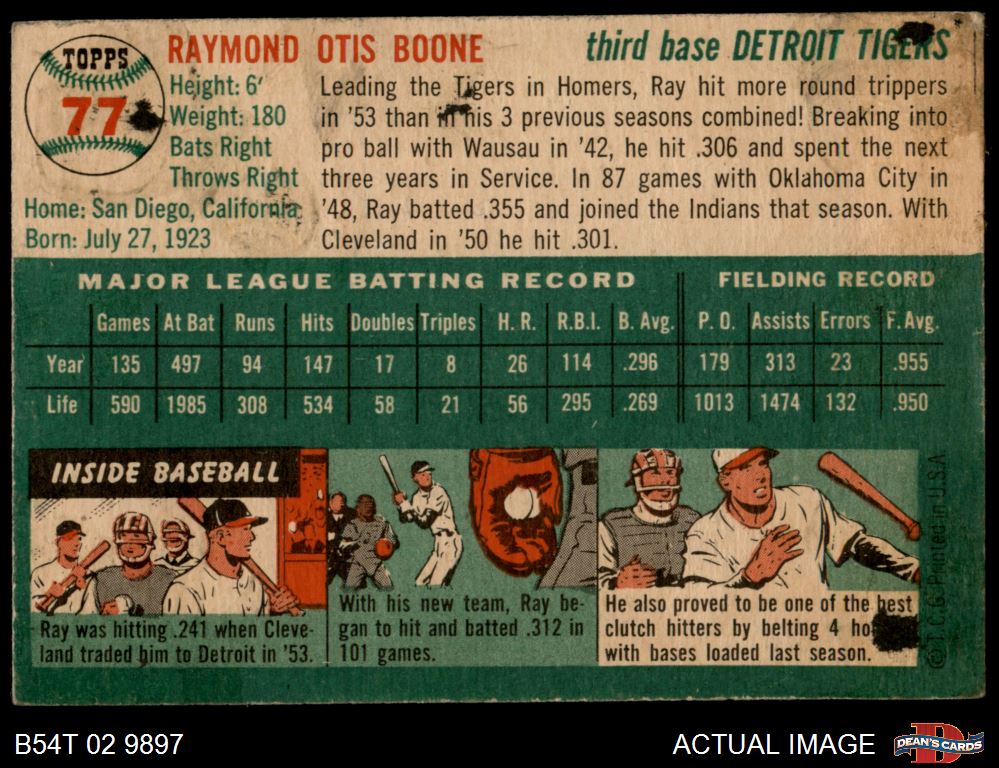 TOPPS
77
RAYMOND OTIS BOONE
third base DETROIT TIGERS
Height: 6'
Weight: 180
Bats Right
Throws Right
Home: San Diego, California
Born: July 27, 1923
Leading the Tigers in Homers, Ray hit more round trippers
in '53 than in his 3 previous seasons combined! Breaking into
pro ball with Wausau in '42, he hit .306 and spent the next
three years in Service. In 87 games with Oklahoma City in
'48, Ray batted .355 and joined the Indians that season. With
Cleveland in '50 he hit .301.
MAJOR LEAGUE BATTING RECORD FIELDING RECORD
Games At Bat Runs Hits Doubles Triples H. R. R.B.I. B. Avg. P. O. Assists Errors F. Avg.
Year 135 497 94 147 17 8 26 114 .296 179 313 23 .955
Life 590 1985 308 534 58 21 56 295 .269 1013 1474 132 .950
INSIDE BASEBALL
Ray was hitting .241 when Cleve-
land traded him to Detroit in '53.
With his new team, Ray be-
gan to hit and batted .312 in
101 games.
He also proved to be one of the best
clutch hitters by belting 4 ho
with bases loaded last season.
© T. C. G. Printed in U.S.A.
B54T 02 9897
ACTUAL IMAGE
DEAN'S CARDS